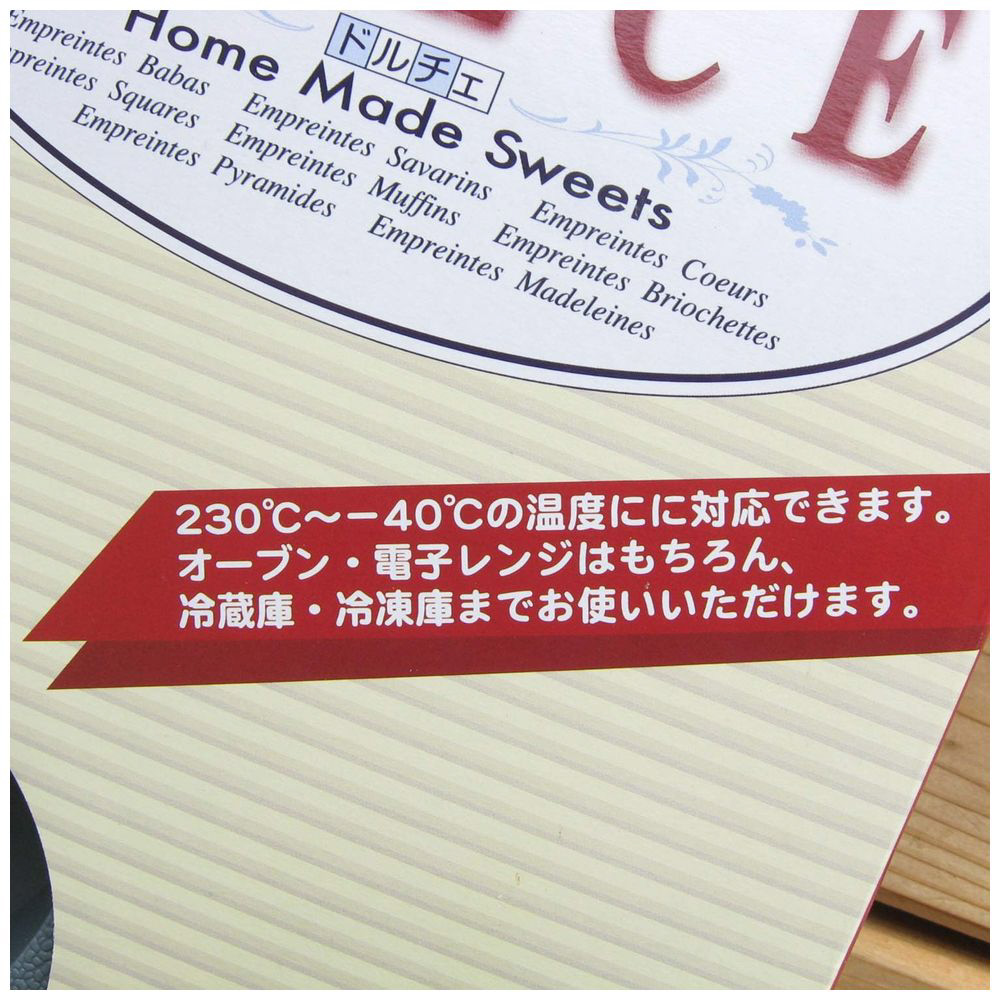 CE
ドルチェ
Home Made Sweets
Empreintes Babas Empreintes Savarins Empreintes Coeurs
Squares Empreintes Muffins Empreintes Briochettes
Empreintes Pyramides Empreintes Madeleines
230℃〜−40℃の温度にに対応できます。
オーブン・電子レンジはもちろん、
冷蔵庫・冷凍庫までお使いいただけます。